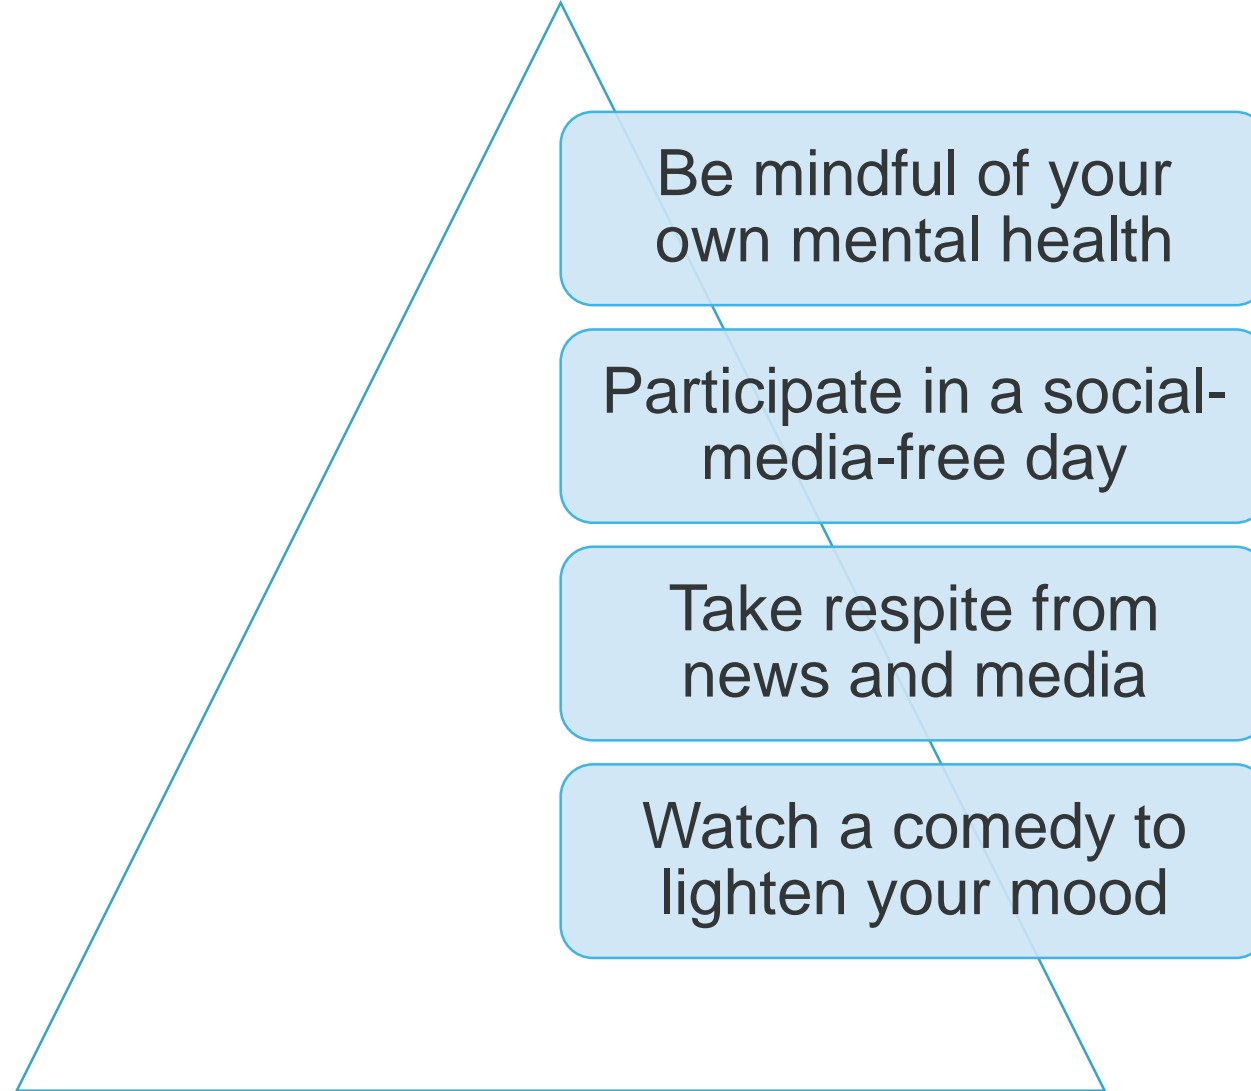 Be mindful of your
own mental health
Participate in a social-
media-free day
Take respite from
news and media
Watch a comedy to
lighten your mood